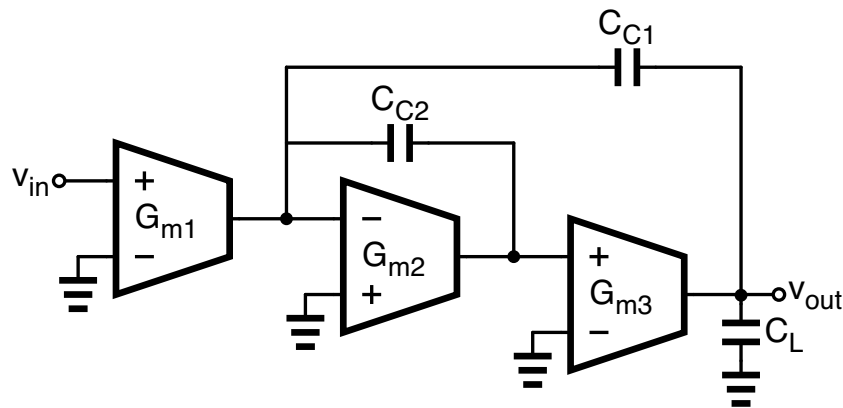 C_C1
C_C2
v_in
+
G_m1
−
−
G_m2
+
+
G_m3
−
v_out
C_L